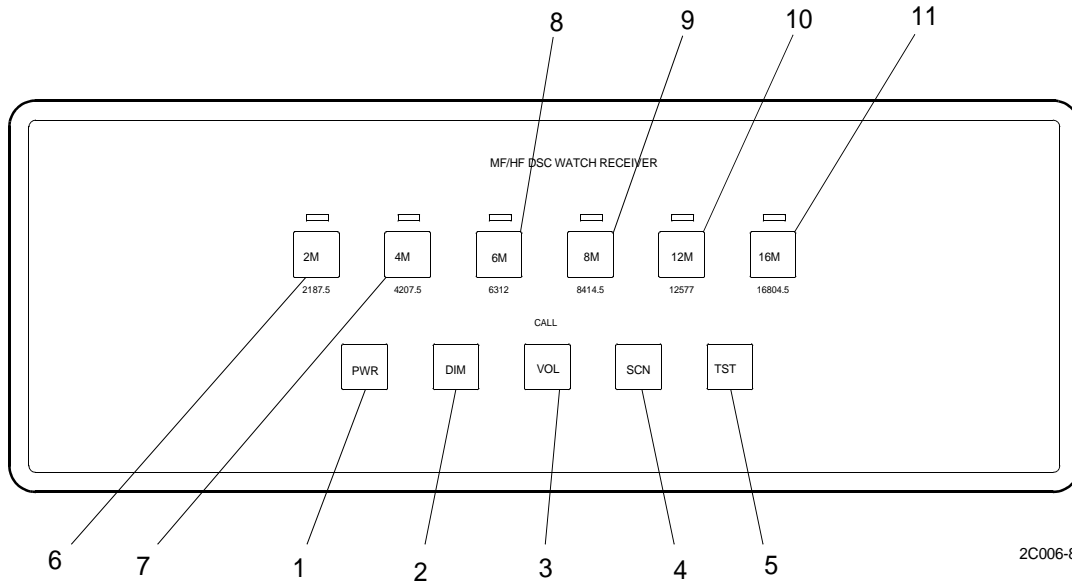 8 9 10 11
MF/HF DSC WATCH RECEIVER
2M 4M 6M 8M 12M 16M
2187.5 4207.5 6312 8414.5 12577 16804.5
CALL
PWR DIM VOL SCN TST
6 7 1 2 3 4 5
2C006-8